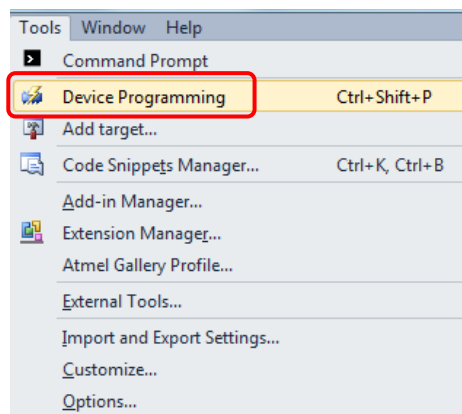 Tools Window Help
Command Prompt
Device Programming Ctrl+Shift+P
Add target...
Code Snippets Manager... Ctrl+K, Ctrl+B
Add-in Manager...
Extension Manager...
Atmel Gallery Profile...
External Tools...
Import and Export Settings...
Customize...
Options...